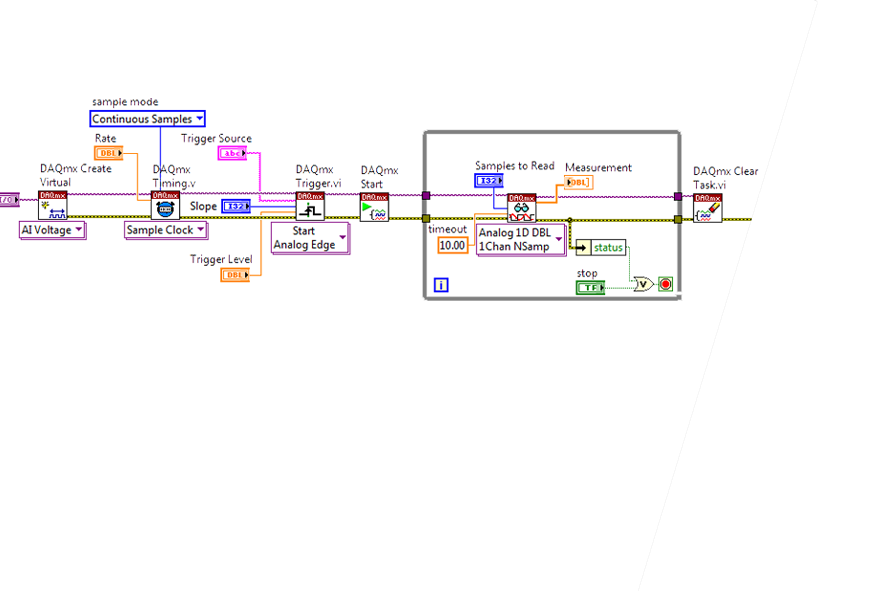 sample mode
Continuous Samples
Rate
DBL
Trigger Source
abc
DAQmx Create
Virtual
DAQmx
Timing.v
DAQmx
Trigger.vi
DAQmx
Start
Samples to Read
I32
Measurement
DBL
DAQmx Clear
Task.vi
I/O
DAQmx
DAQmx
DAQmx
DAQmx
DAQmx
DAQmx
Slope
I32
AI Voltage
Sample Clock
Start
Analog Edge
timeout
10.00
Analog 1D DBL
1Chan NSamp
status
Trigger Level
DBL
stop
TF
i
V